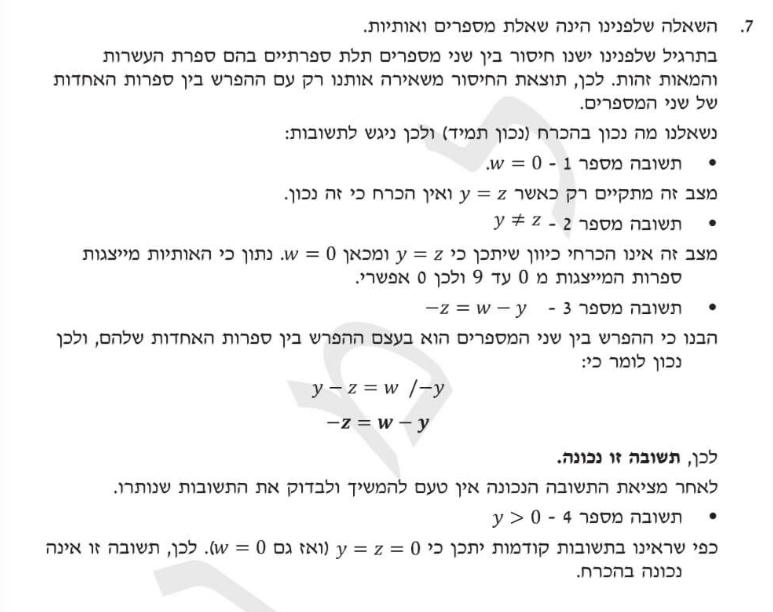 7. השאלה שלפנינו הינה שאלת מספרים ואותיות.
בתרגיל שלפנינו ישנו חיסור בין שני מספרים תלת ספרתיים בהם ספרת העשרות
והמאות זהות. לכן, תוצאת החיסור משאירה אותנו רק עם ההפרש בין ספרות האחדות
של שני המספרים.
נשאלנו מה נכון בהכרח (נכון תמיד) ולכן ניגש לתשובות:
• תשובה מספר 1 - w = 0.
מצב זה מתקיים רק כאשר y = z ואין הכרח כי זה נכון.
• תשובה מספר 2 - y ≠ z
מצב זה אינו הכרחי כיוון שיתכן כי y = z ומכאן w = 0. נתון כי האותיות מייצגות
ספרות המייצגות מ 0 עד 9 ולכן 0 אפשרי.
• תשובה מספר 3 - −z = w − y
הבנו כי ההפרש בין שני המספרים הוא בעצם ההפרש בין ספרות האחדות שלהם, ולכן
נכון לומר כי:
y − z = w /−y
−z = w − y
לכן, תשובה זו נכונה.
לאחר מציאת התשובה הנכונה אין טעם להמשיך ולבדוק את התשובות שנותרו.
• תשובה מספר 4 - y > 0
כפי שראינו בתשובות קודמות יתכן כי y = z = 0 (ואז גם w = 0). לכן, תשובה זו אינה
נכונה בהכרח.